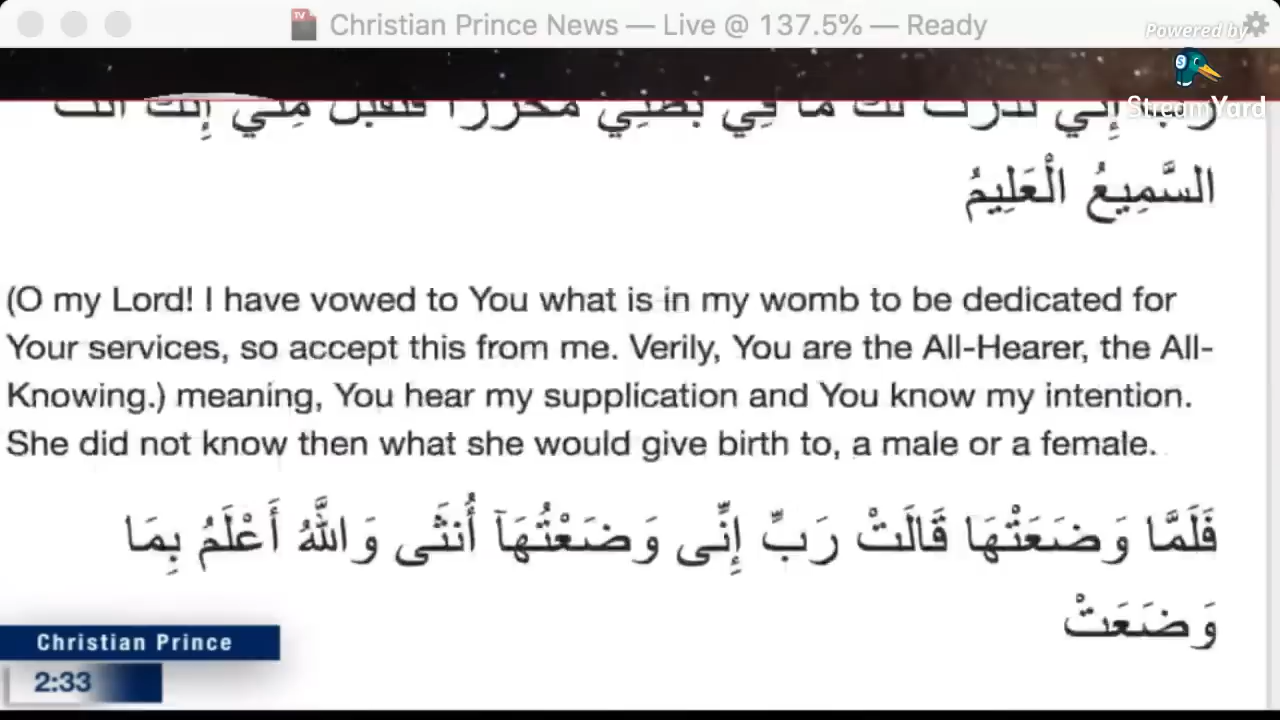 Christian Prince News — Live @ 137.5% — Ready
Powered by
StreamYard
رَبِّ إِنِّي نَذَرْتُ لَكَ مَا فِي بَطْنِي مُحَرَّرًا فَتَقَبَّلْ مِنِّي إِنَّكَ أَنْتَ
السَّمِيعُ الْعَلِيمُ
(O my Lord! I have vowed to You what is in my womb to be dedicated for
Your services, so accept this from me. Verily, You are the All-Hearer, the All-
Knowing.) meaning, You hear my supplication and You know my intention.
She did not know then what she would give birth to, a male or a female.
فَلَمَّا وَضَعَتْهَا قَالَتْ رَبِّ إِنِّى وَضَعْتُهَآ أُنثَى وَاللَّهُ أَعْلَمُ بِمَا
وَضَعَتْ
Christian Prince
2:33